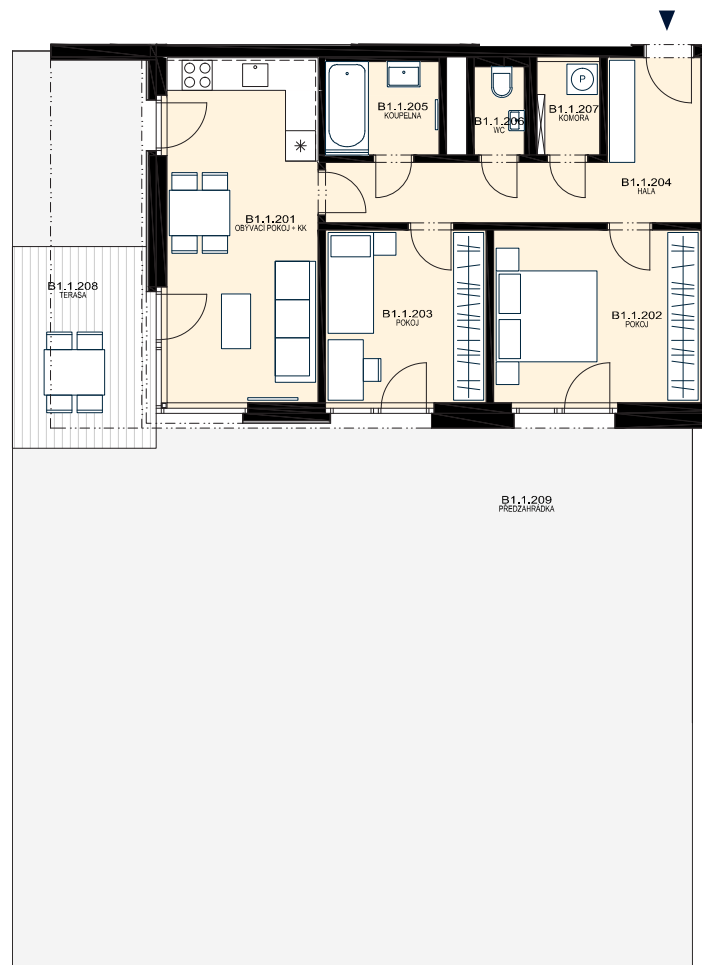 B1.1.205
KOUPELNA
B1.1.206
WC
P
B1.1.207
KOMORA
B1.1.204
HALA
B1.1.201
OBÝVACÍ POKOJ + KK
B1.1.208
TERASA
B1.1.203
POKOJ
B1.1.202
POKOJ
B1.1.209
PŘEDZAHRÁDKA